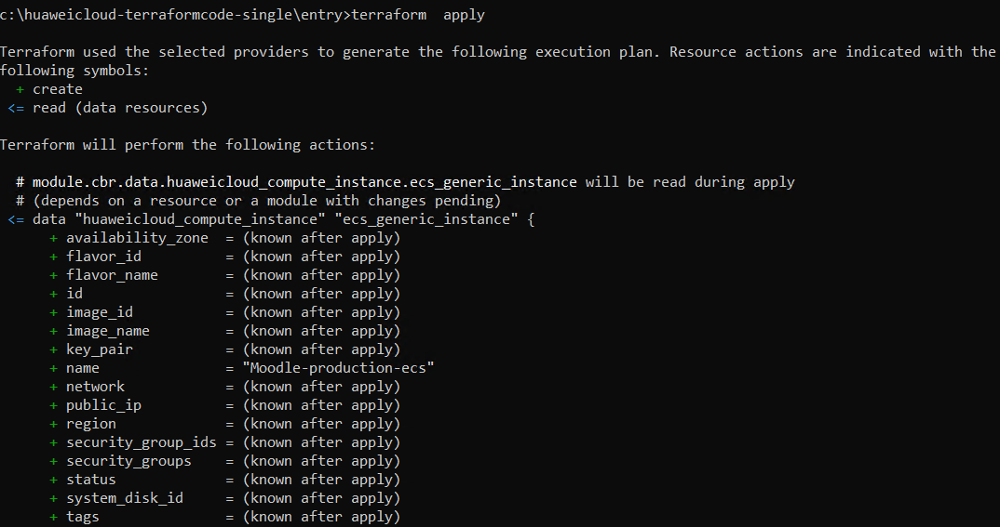 c:\huaweicloud-terraformcode-single\entry>terraform  apply
Terraform used the selected providers to generate the following execution plan. Resource actions are indicated with the
following symbols:
  + create
 <= read (data resources)
Terraform will perform the following actions:
  # module.cbr.data.huaweicloud_compute_instance.ecs_generic_instance will be read during apply
  # (depends on a resource or a module with changes pending)
 <= data "huaweicloud_compute_instance" "ecs_generic_instance" {
      + availability_zone  = (known after apply)
      + flavor_id          = (known after apply)
      + flavor_name        = (known after apply)
      + id                 = (known after apply)
      + image_id           = (known after apply)
      + image_name         = (known after apply)
      + key_pair           = (known after apply)
      + name               = "Moodle-production-ecs"
      + network            = (known after apply)
      + public_ip          = (known after apply)
      + region             = (known after apply)
      + security_group_ids = (known after apply)
      + security_groups    = (known after apply)
      + status             = (known after apply)
      + system_disk_id     = (known after apply)
      + tags               = (known after apply)